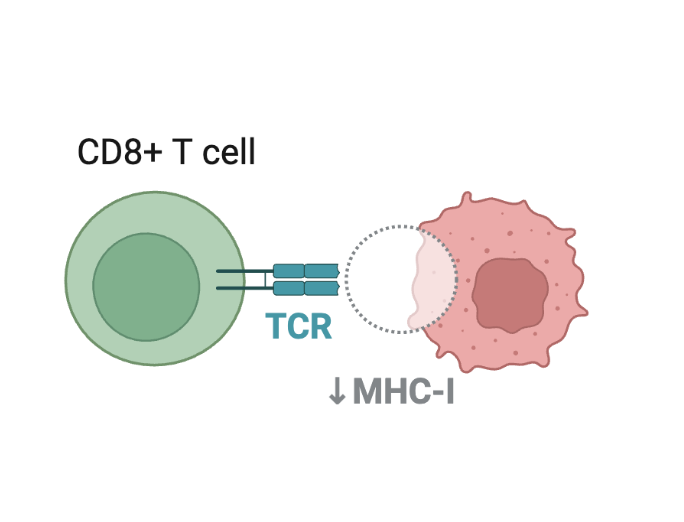 CD8+ T cell
TCR
↓MHC-I